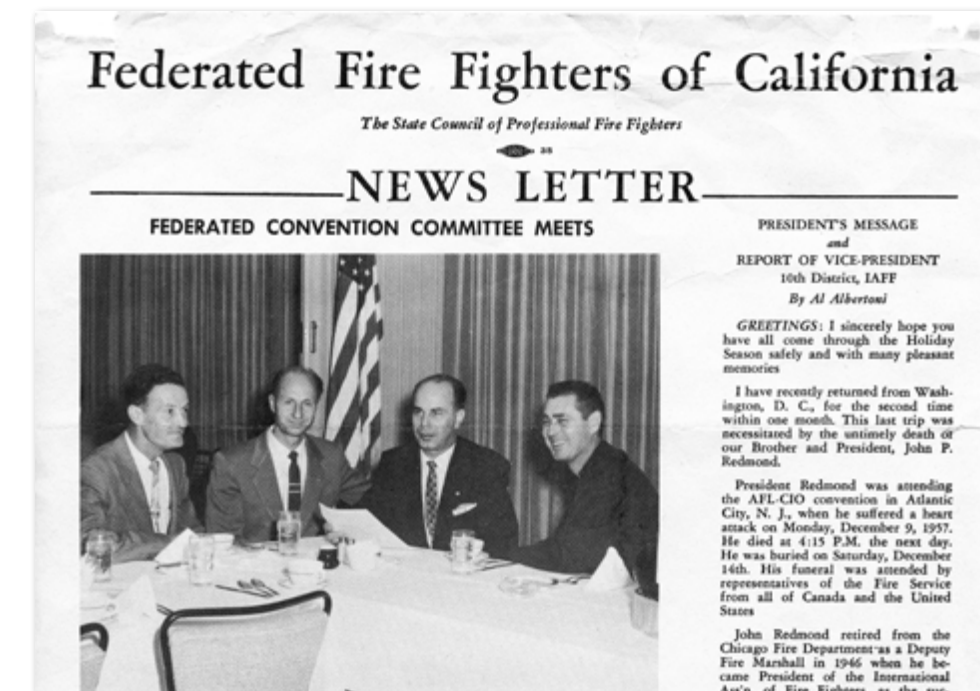 Federated Fire Fighters of California
The State Council of Professional Fire Fighters
NEWS LETTER
FEDERATED CONVENTION COMMITTEE MEETS
PRESIDENT'S MESSAGE
and
REPORT OF VICE-PRESIDENT
10th District, IAFF
By Al Albertoni
GREETINGS: I sincerely hope you
have all come through the Holiday
Season safely and with many pleasant
memories
I have recently returned from Wash-
ington, D. C., for the second time
within one month. This last trip was
necessitated by the untimely death of
our Brother and President, John P.
Redmond.
President Redmond was attending
the AFL-CIO convention in Atlantic
City, N. J., when he suffered a heart
attack on Monday, December 9, 1957.
He died at 4:15 P.M. the next day.
He was buried on Saturday, December
14th. His funeral was attended by
representatives of the Fire Service
from all of Canada and the United
States
John Redmond retired from the
Chicago Fire Department as a Deputy
Fire Marshall in 1946 when he be-
came President of the International
Ass'n. of Fire Fighters, as the suc-